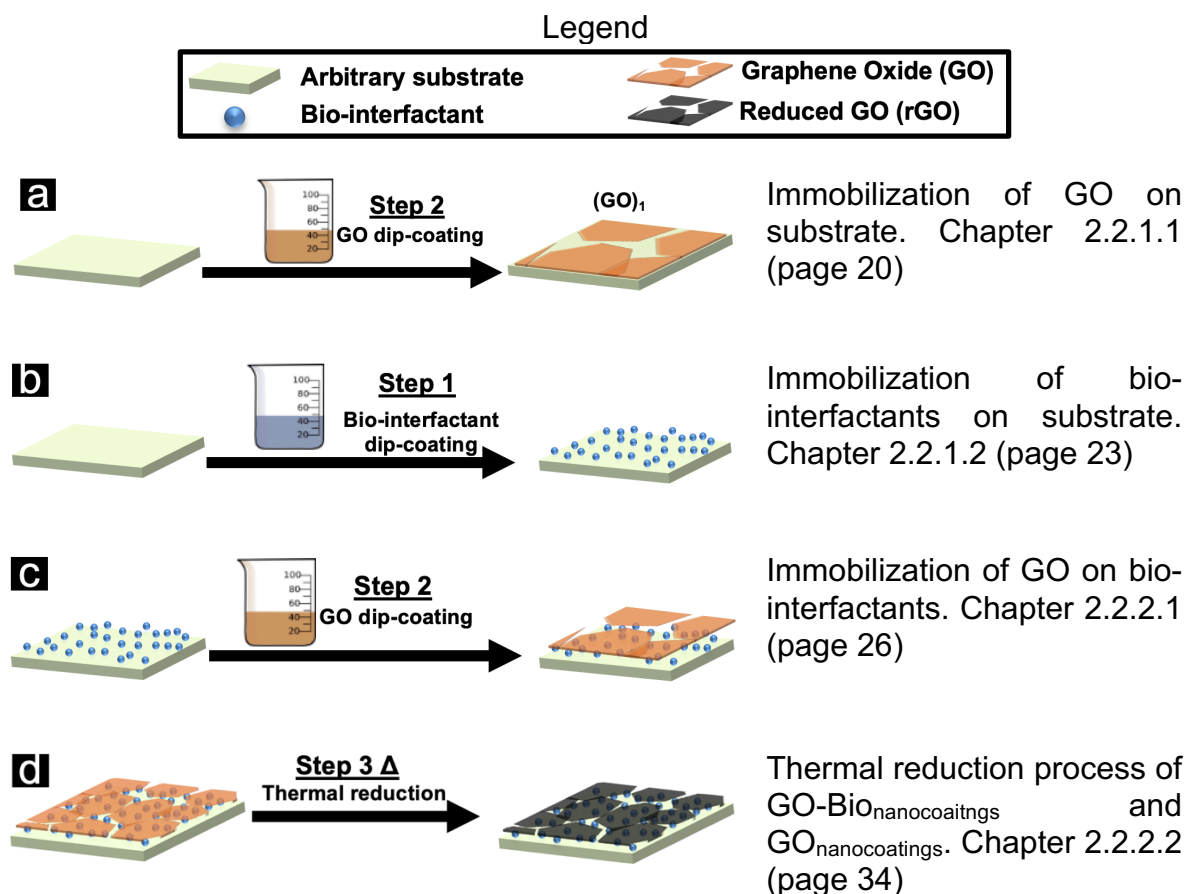 Legend
Arbitrary substrate
Graphene Oxide (GO)
Bio-interfactant
Reduced GO (rGO)
a
100
80
60
40
20
Step 2
GO dip-coating
(GO)₁
Immobilization of GO on
substrate. Chapter 2.2.1.1
(page 20)
b
100
80
60
40
20
Step 1
Bio-interfactant
dip-coating
Immobilization of bio-
interfactants on substrate.
Chapter 2.2.1.2 (page 23)
c
100
80
60
40
20
Step 2
GO dip-coating
Immobilization of GO on bio-
interfactants. Chapter 2.2.2.1
(page 26)
d
Step 3 Δ
Thermal reduction
Thermal reduction process of
GO-Bionanocoaitngs and
GOnanocoatings. Chapter 2.2.2.2
(page 34)